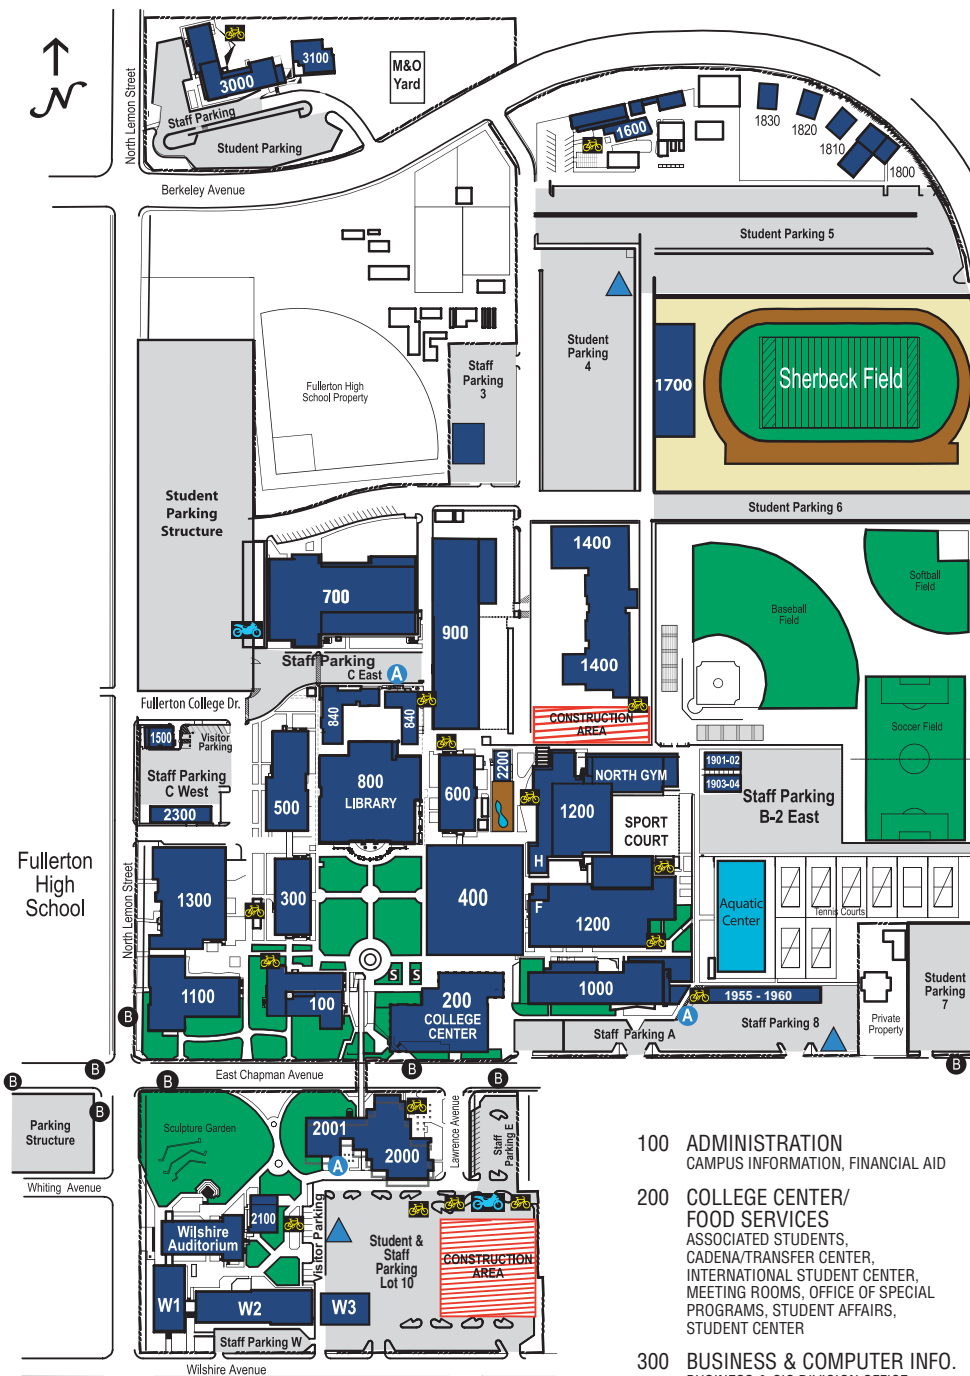 N
North Lemon Street
3000
3100
M&O
Yard
Staff Parking
Student Parking
Berkeley Avenue
1600
1830
1820
1810
1800
Student Parking 5
Student
Parking
4
Staff
Parking
3
Fullerton High
School Property
1700
Sherbeck Field
Student Parking 6
Student
Parking
Structure
700
900
1400
1400
Baseball
Field
Softball
Field
Soccer Field
Staff Parking
C East
A
Fullerton College Dr.
840
840
CONSTRUCTION
AREA
1500
Visitor
Parking
Staff Parking
C West
2300
500
800
LIBRARY
600
2200
NORTH GYM
1200
SPORT
COURT
1901-02
1903-04
Staff Parking
B-2 East
Fullerton
High
School
North Lemon Street
1300
300
400
H
F
1200
Aquatic
Center
Tennis Courts
1100
100
S
S
200
COLLEGE
CENTER
1000
1955 - 1960
Staff Parking A
A
Staff Parking 8
Private
Property
Student
Parking
7
B
East Chapman Avenue
B
B
B
B
B
B
B
Parking
Structure
Whiting Avenue
Sculpture Garden
2001
2000
A
Lawrence Avenue
Staff
Parking E
2100
Wilshire
Auditorium
Visitor Parking
Student &
Staff
Parking
Lot 10
CONSTRUCTION
AREA
W1
W2
W3
Staff Parking W
Wilshire Avenue
100 ADMINISTRATION
CAMPUS INFORMATION, FINANCIAL AID
200 COLLEGE CENTER/
FOOD SERVICES
ASSOCIATED STUDENTS,
CADENA/TRANSFER CENTER,
INTERNATIONAL STUDENT CENTER,
MEETING ROOMS, OFFICE OF SPECIAL
PROGRAMS, STUDENT AFFAIRS,
STUDENT CENTER
300 BUSINESS & COMPUTER INFO.